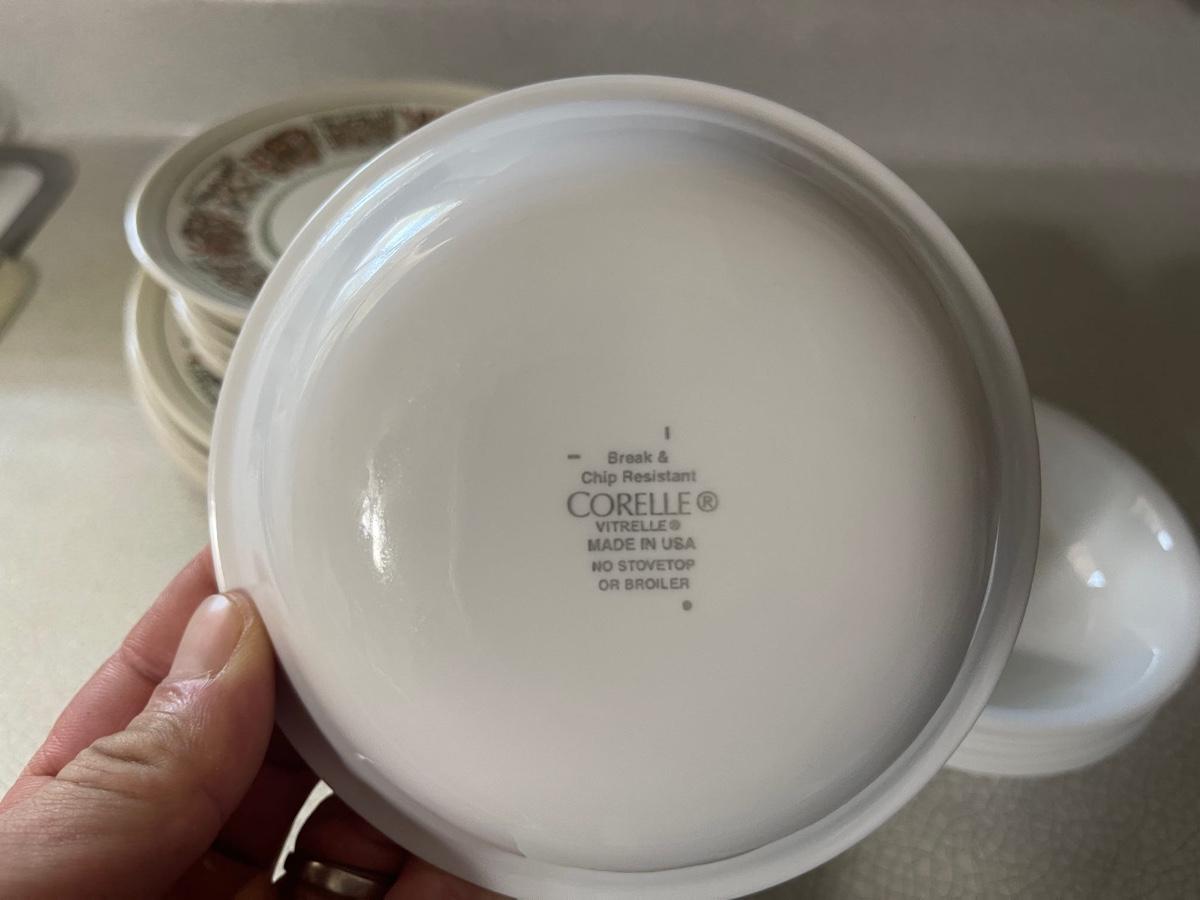 Break &
Chip Resistant
CORELLE®
VITRELLE®
MADE IN USA
NO STOVETOP
OR BROILER